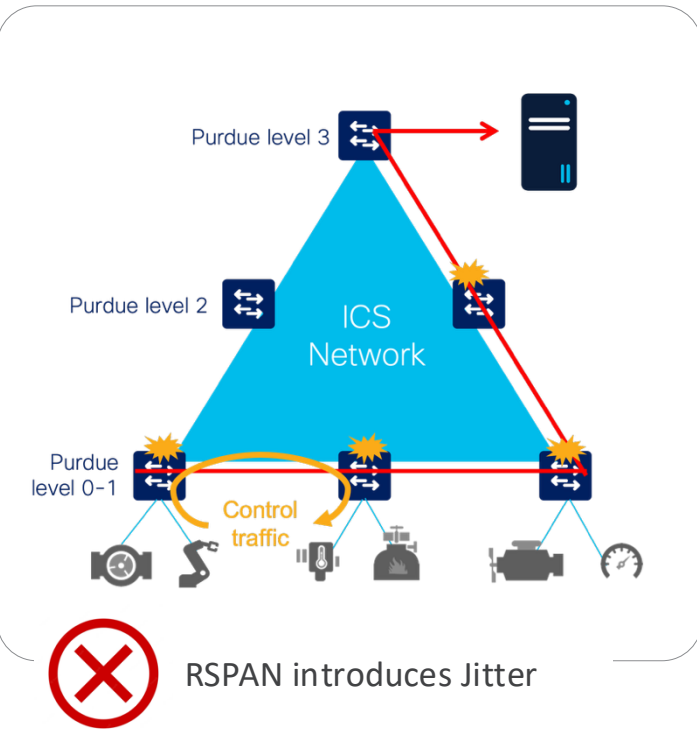 Purdue level 3
Purdue level 2
ICS
Network
Purdue
level 0-1
Control
traffic
RSPAN introduces Jitter